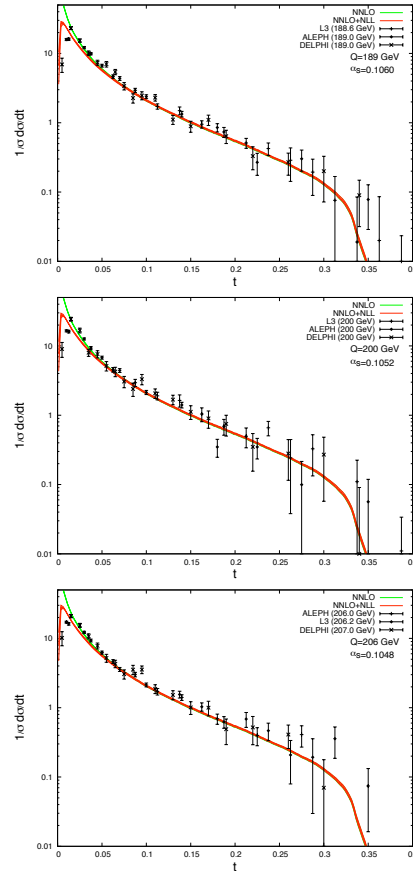 NNLO
NNLO+NLL
L3 (188.6 GeV)
ALEPH (189.0 GeV)
DELPHI (189.0 GeV)
Q=189 GeV
αs=0.1060
1/σ dσ/dt
10
1
0.1
0.01
0 0.05 0.1 0.15 0.2 0.25 0.3 0.35 0.4
t
NNLO
NNLO+NLL
L3 (200 GeV)
ALEPH (200 GeV)
DELPHI (200 GeV)
Q=200 GeV
αs=0.1052
1/σ dσ/dt
10
1
0.1
0.01
0 0.05 0.1 0.15 0.2 0.25 0.3 0.35 0.4
t
NNLO
NNLO+NLL
ALEPH (206.0 GeV)
L3 (206.2 GeV)
DELPHI (207.0 GeV)
Q=206 GeV
αs=0.1048
1/σ dσ/dt
10
1
0.1
0.01
0 0.05 0.1 0.15 0.2 0.25 0.3 0.35 0.4
t